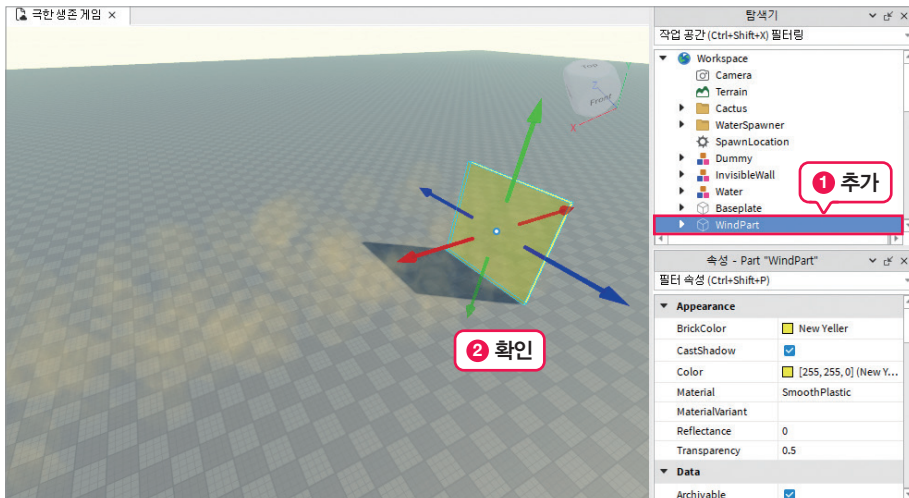 극한 생존 게임 ×
Top
Front
Z
X
탐색기
작업 공간 (Ctrl+Shift+X) 필터링
Workspace
Camera
Terrain
Cactus
WaterSpawner
SpawnLocation
Dummy
InvisibleWall
Water
Baseplate
WindPart
1 추가
2 확인
속성 - Part "WindPart"
필터 속성 (Ctrl+Shift+P)
Appearance
BrickColor New Yeller
CastShadow
Color [255, 255, 0] (New Y...
Material SmoothPlastic
MaterialVariant
Reflectance 0
Transparency 0.5
Data
Archivable